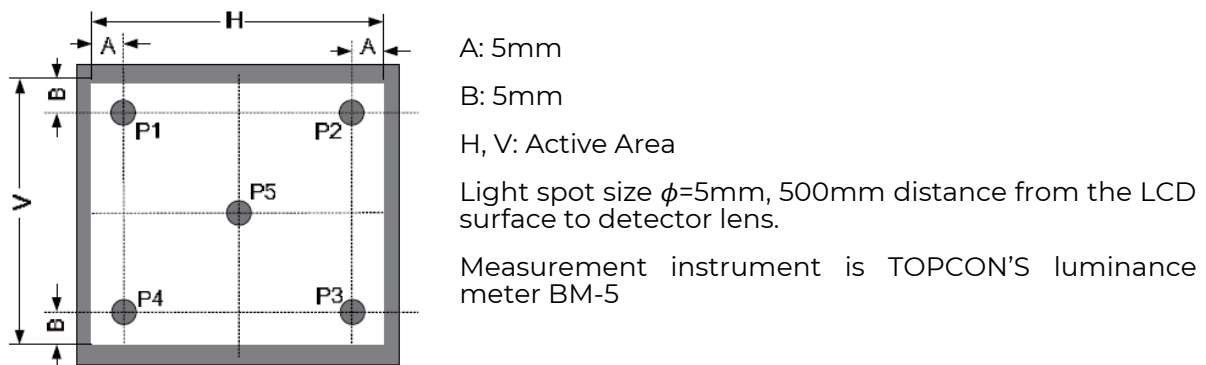 H
A
A
B
P1
P2
V
P5
P4
P3
B
A: 5mm
B: 5mm
H, V: Active Area
Light spot size ϕ=5mm, 500mm distance from the LCD
surface to detector lens.
Measurement instrument is TOPCON’S luminance
meter BM-5